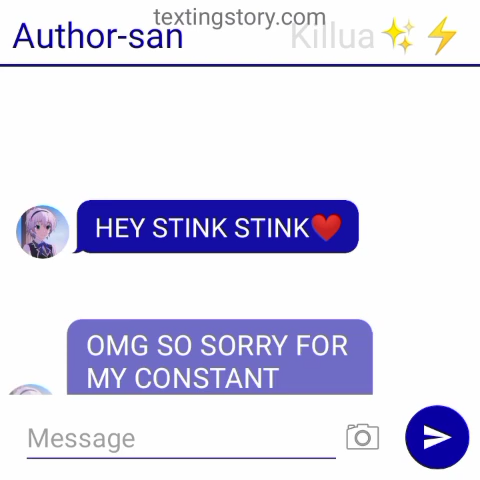 textingstory.com
Author-san Killua✨⚡
HEY STINK STINK❤️
OMG SO SORRY FOR
MY CONSTANT
Message